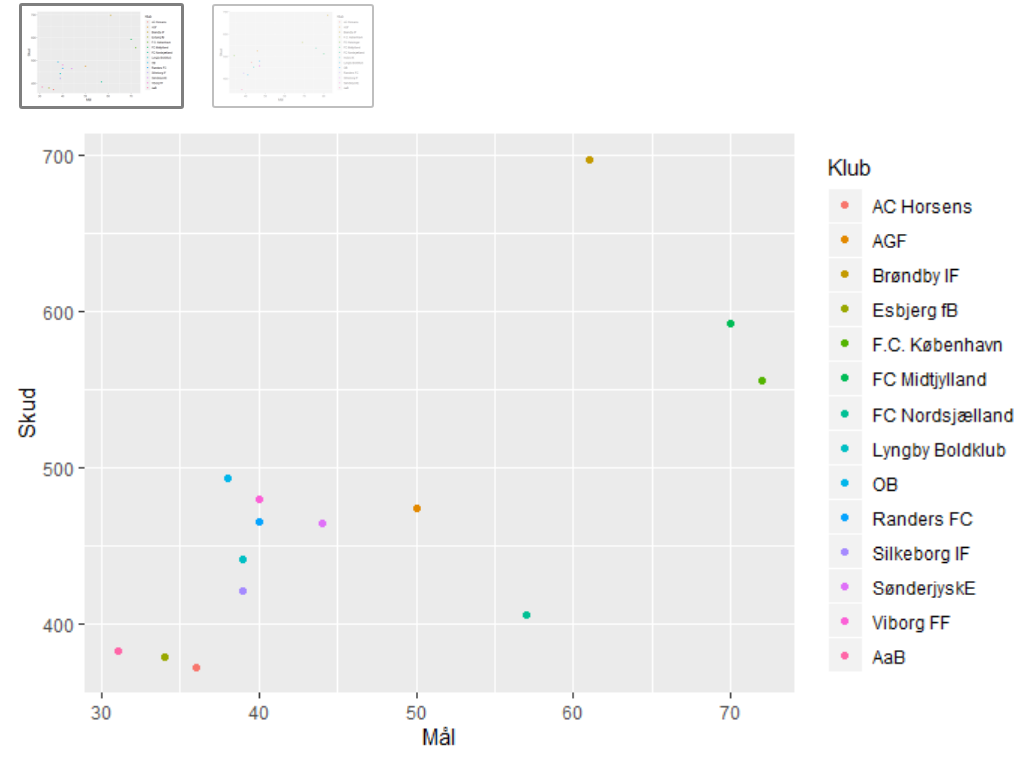 700
600
500
400
30 40 50 60 70
Mål
Skud
Klub
AC Horsens
AGF
Brøndby IF
Esbjerg fB
F.C. København
FC Midtjylland
FC Nordsjælland
Lyngby Boldklub
OB
Randers FC
Silkeborg IF
SønderjyskE
Viborg FF
AaB